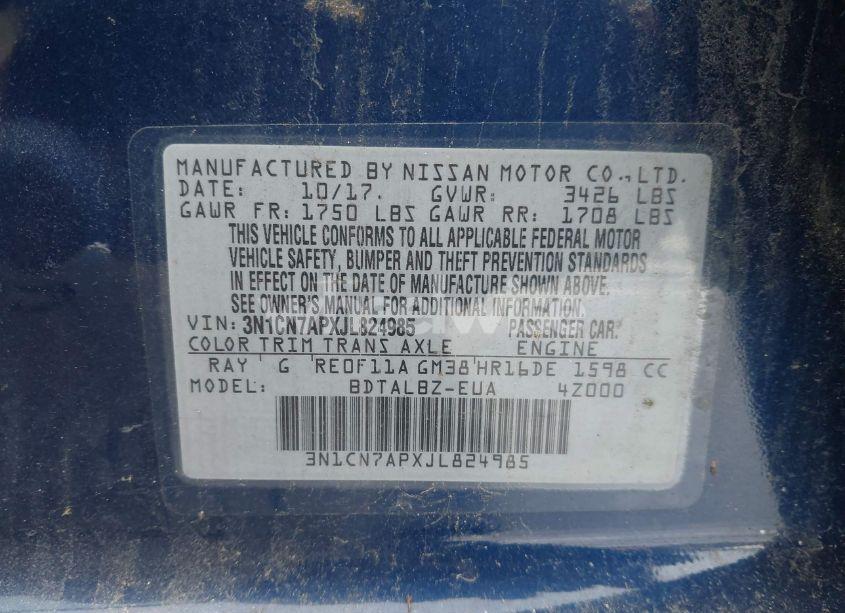 MANUFACTURED BY NISSAN MOTOR CO., LTD.
DATE: 10/17. GVWR: 3426 LBS
GAWR FR: 1750 LBS GAWR RR: 1708 LBS
THIS VEHICLE CONFORMS TO ALL APPLICABLE FEDERAL MOTOR
VEHICLE SAFETY, BUMPER AND THEFT PREVENTION STANDARDS
IN EFFECT ON THE DATE OF MANUFACTURE SHOWN ABOVE.
SEE OWNER'S MANUAL FOR ADDITIONAL INFORMATION.
VIN: 3N1CN7APXJL824985 PASSENGER CAR.
COLOR TRIM TRANS AXLE ENGINE
RAY G RE0F11A GM38 HR16DE 1598 CC
MODEL: BDTALBZ-EUA 4Z000
3N1CN7APXJL824985